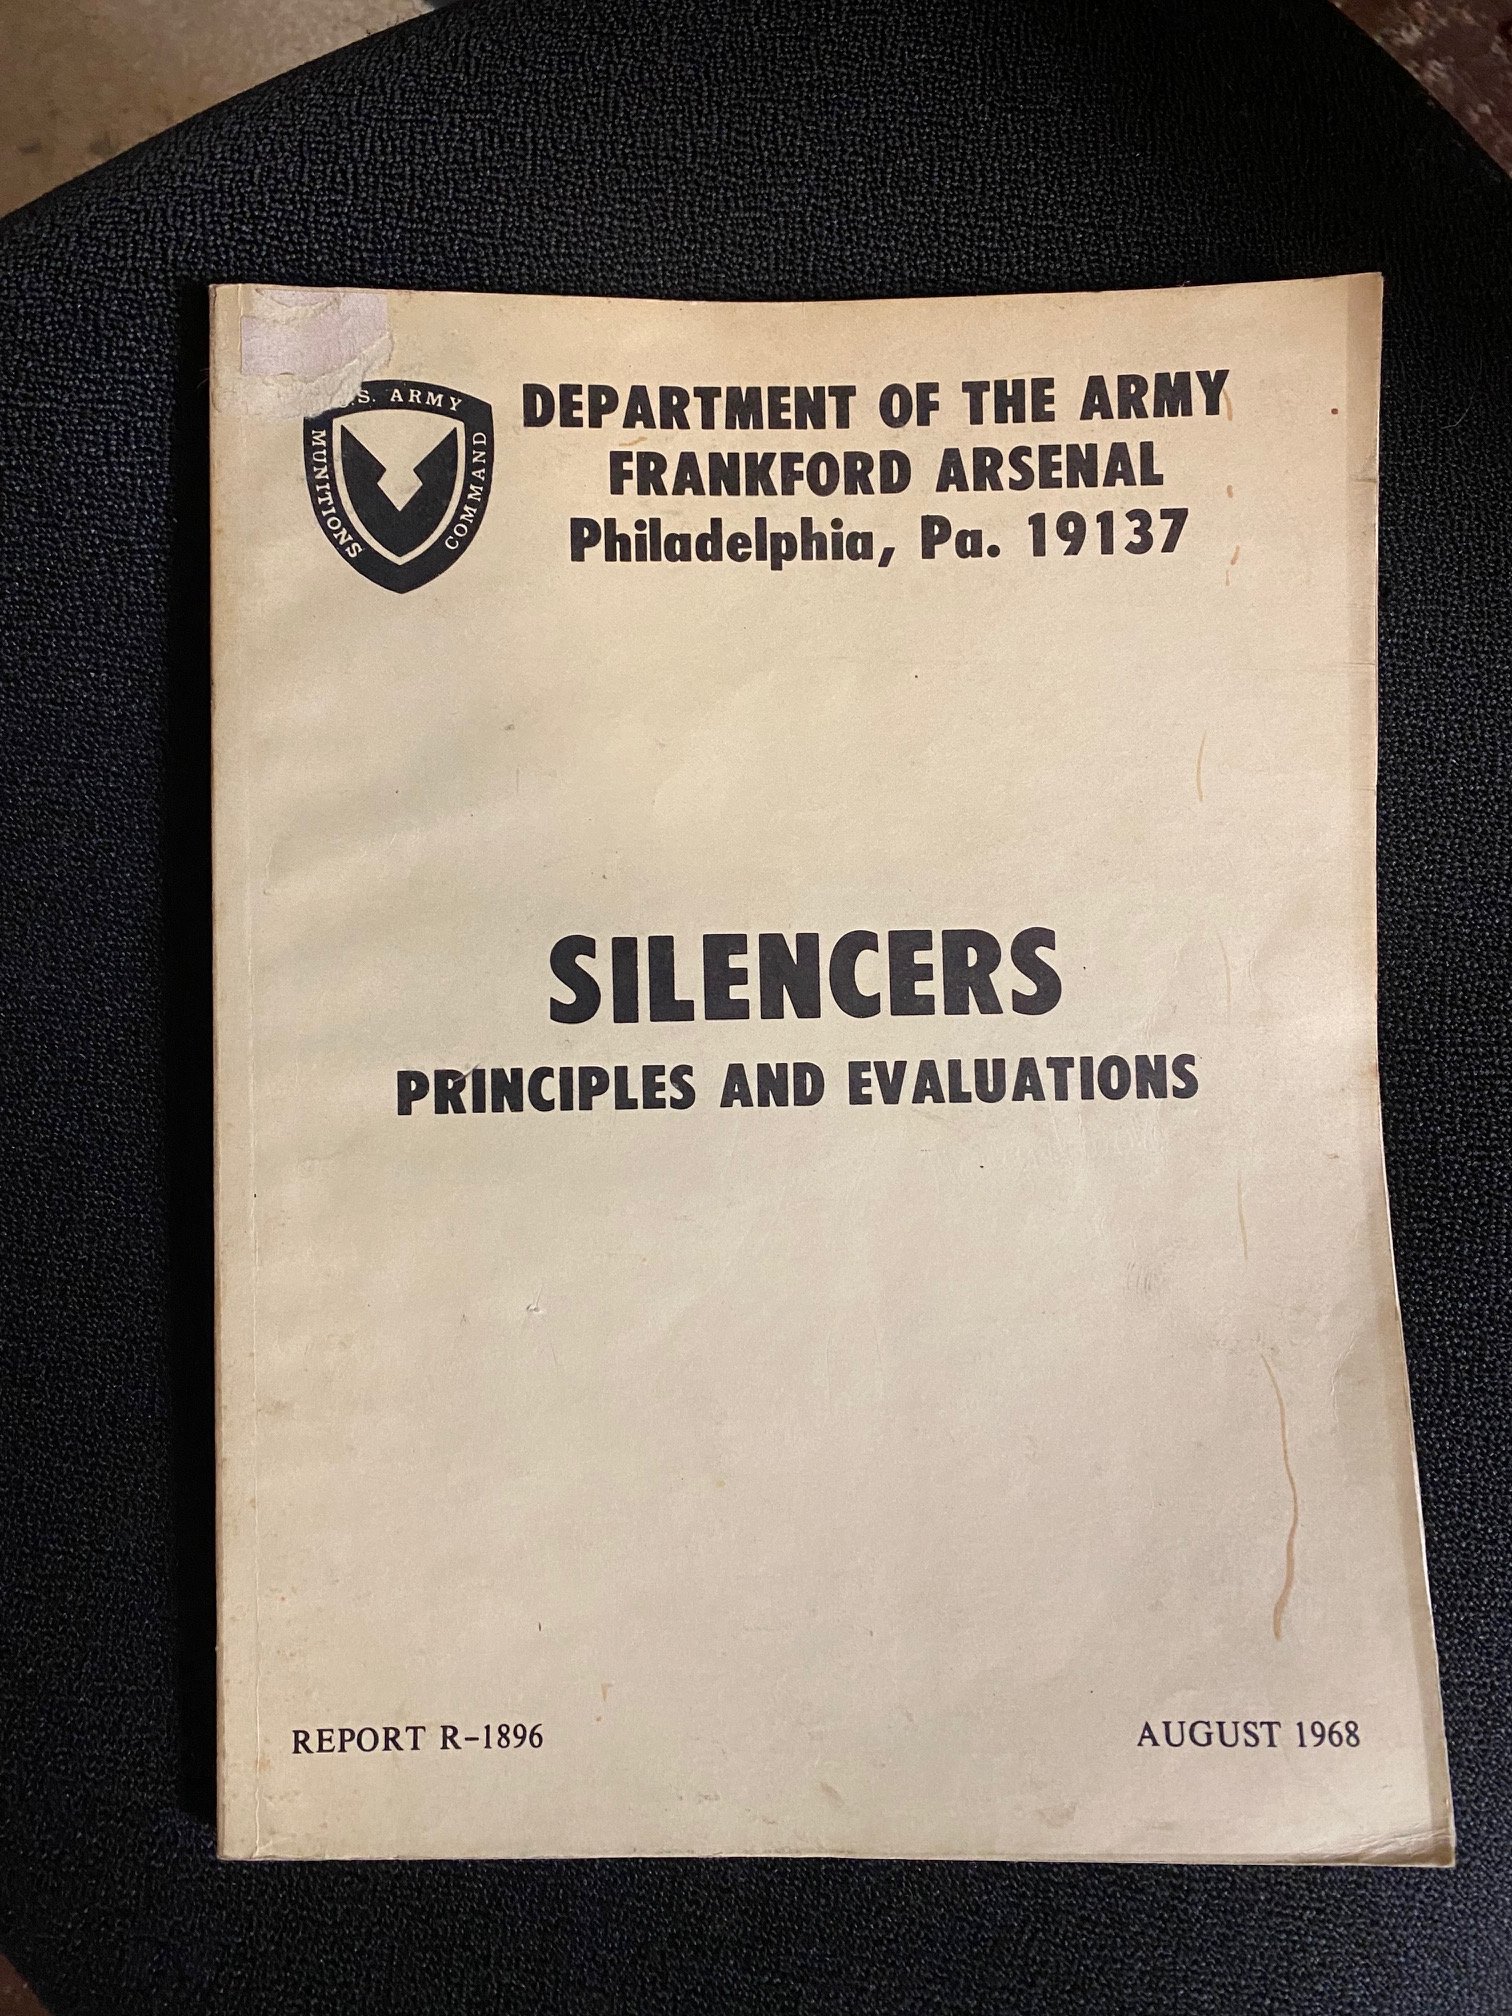 .S. ARMY
MUNITIONS
COMMAND
DEPARTMENT OF THE ARMY
FRANKFORD ARSENAL
Philadelphia, Pa. 19137
SILENCERS
PRINCIPLES AND EVALUATIONS
REPORT R-1896
AUGUST 1968